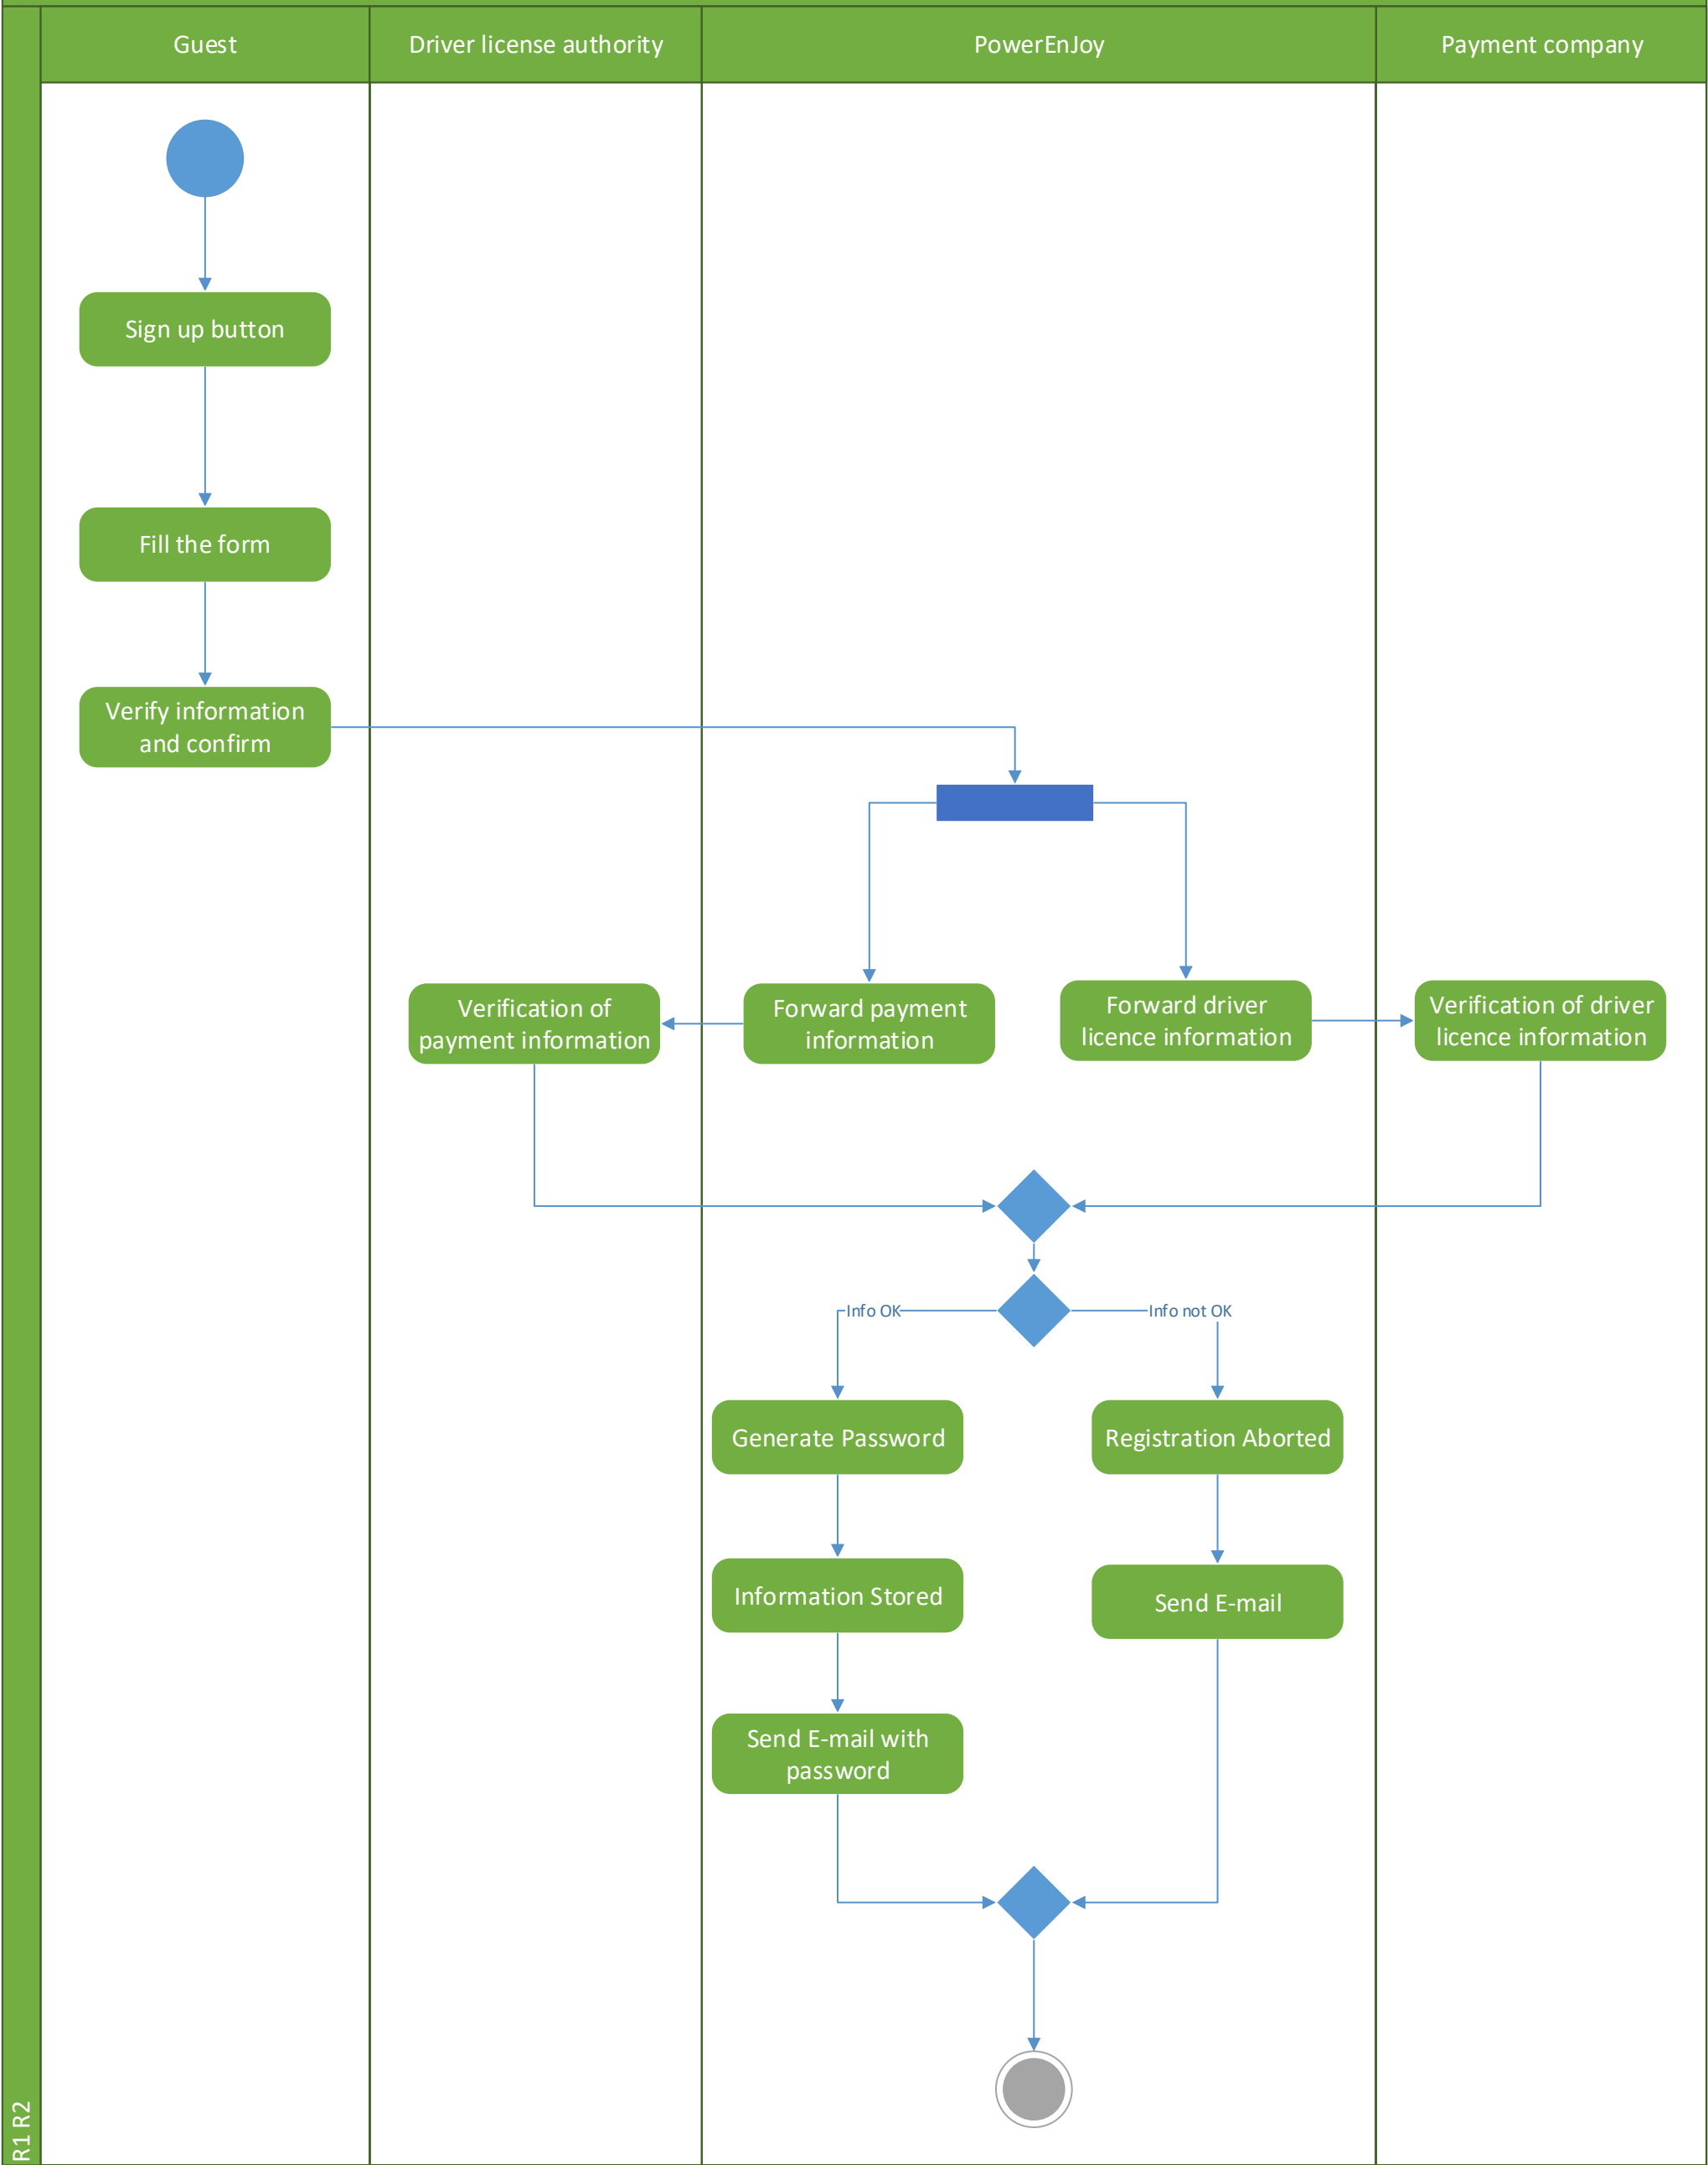 Guest
Driver license authority
PowerEnJoy
Payment company
Sign up button
Fill the form
Verify information
and confirm
Verification of
payment information
Forward payment
information
Forward driver
licence information
Verification of driver
licence information
Info OK
Info not OK
Generate Password
Registration Aborted
Information Stored
Send E-mail
Send E-mail with
password
R1 R2